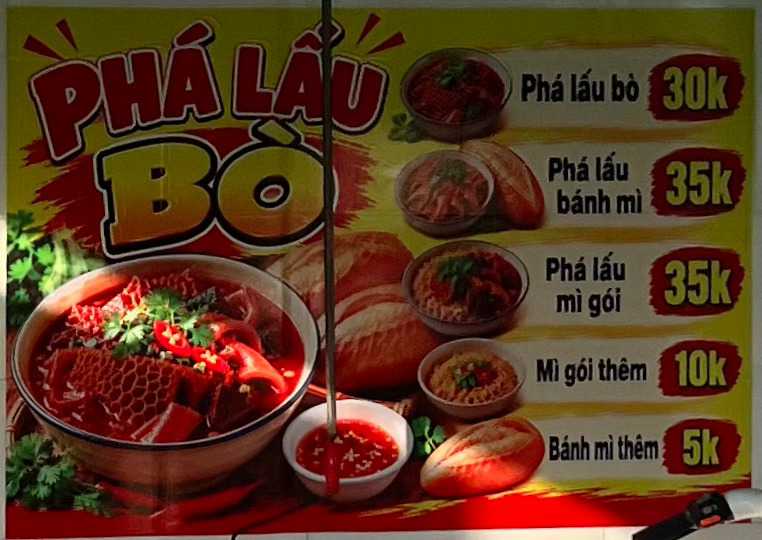 PHÁ LẤU
BÒ
Phá lấu bò 30k
Phá lấu
bánh mì 35k
Phá lấu
mì gói 35k
Mì gói thêm 10k
Bánh mì thêm 5k